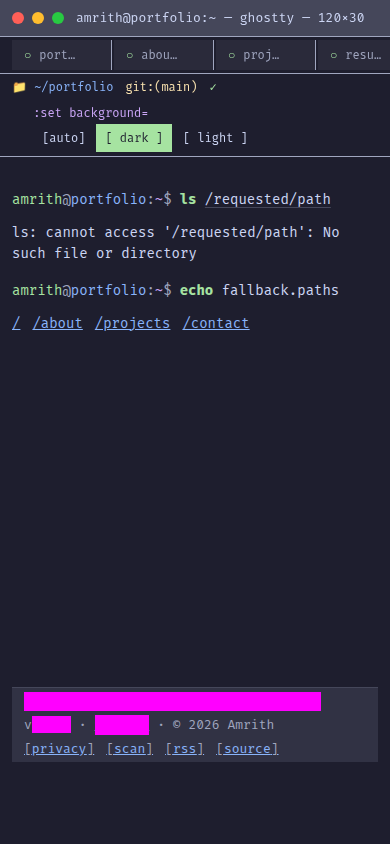 amrith@portfolio:~ — ghostty — 120×30
○ port… ○ abou… ○ proj… ○ resu…
~/portfolio git:(main) ✓
:set background=
[auto] [ dark ] [ light ]
amrith@portfolio:~$ ls /requested/path
ls: cannot access '/requested/path': No
such file or directory
amrith@portfolio:~$ echo fallback.paths
/ /about /projects /contact
v · · © 2026 Amrith
[privacy] [scan] [rss] [source]